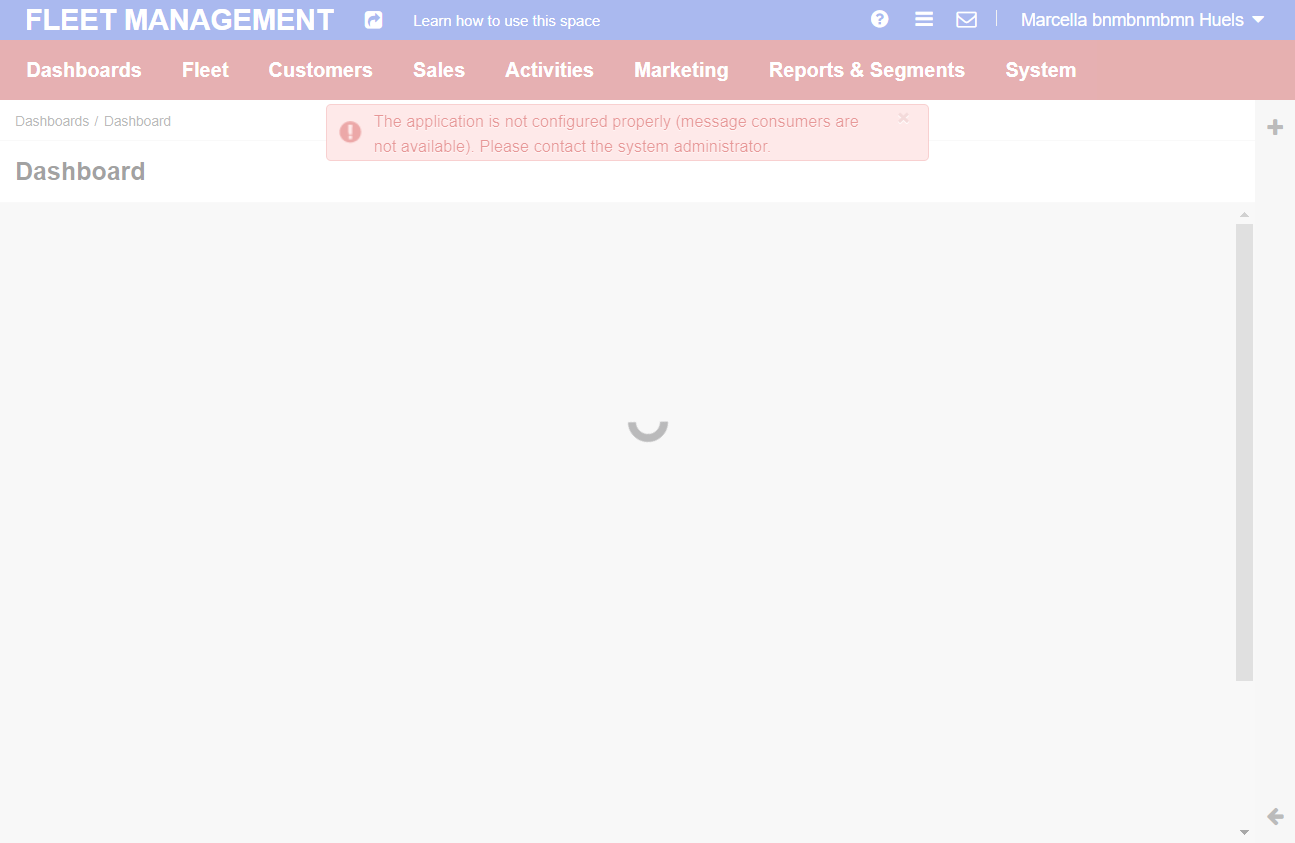 FLEET MANAGEMENT
Learn how to use this space
Marcella bnmbnmbmn Huels
Dashboards
Fleet
Customers
Sales
Activities
Marketing
Reports & Segments
System
Dashboards / Dashboard
The application is not configured properly (message consumers are
not available). Please contact the system administrator.
×
Dashboard